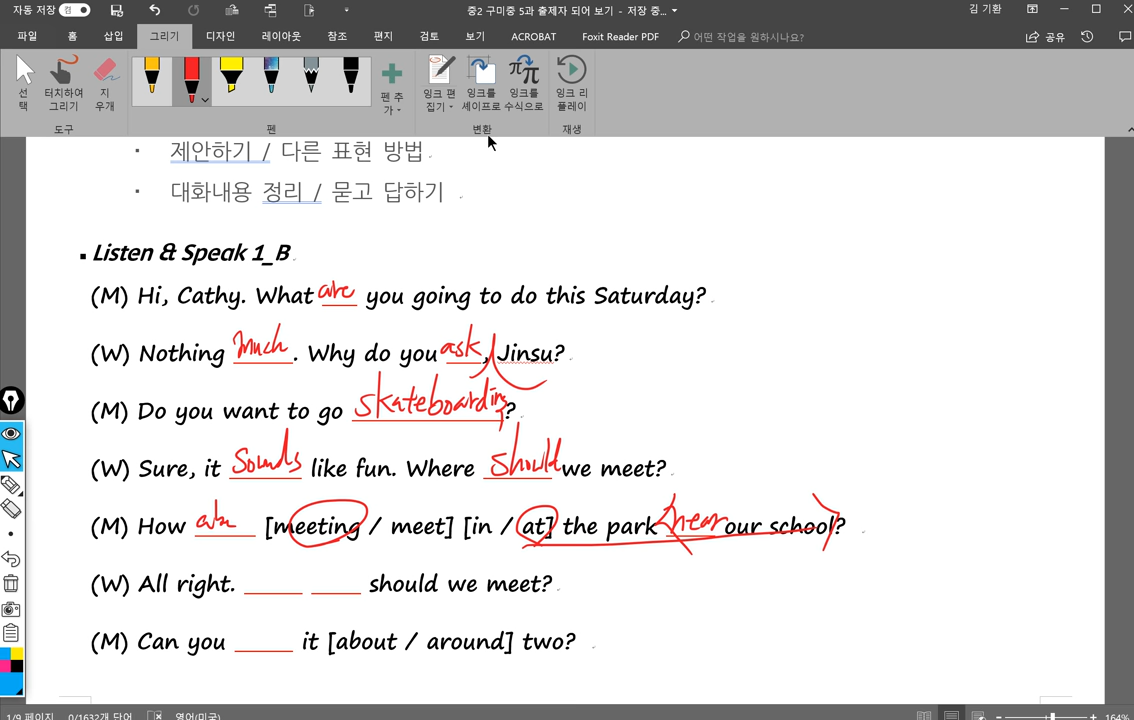 자동 저장 중2 구미중 5과 출제자 되어 보기 - 저장 중... 김 기환
파일 홈 삽입 그리기 디자인 레이아웃 참조 편지 검토 보기 ACROBAT Foxit Reader PDF 어떤 작업을 원하시나요? 공유
선택 터치하여 그리기 지우개 펜 추가 잉크 편집기 잉크를 셰이프로 잉크를 수식으로 잉크 리플레이
도구 펜 변환 재생
· 제안하기 / 다른 표현 방법
· 대화내용 정리 / 묻고 답하기
▪ Listen & Speak 1_B
(M) Hi, Cathy. What are you going to do this Saturday?
(W) Nothing much. Why do you ask, Jinsu?
(M) Do you want to go skateboarding?
(W) Sure, it sounds like fun. Where should we meet?
(M) How [meeting / meet] [in / at] the park near our school?
(W) All right. ____ ____ should we meet?
(M) Can you ____ it [about / around] two?
1/9 페이지 0/1632개 단어 영어(미국) 164%